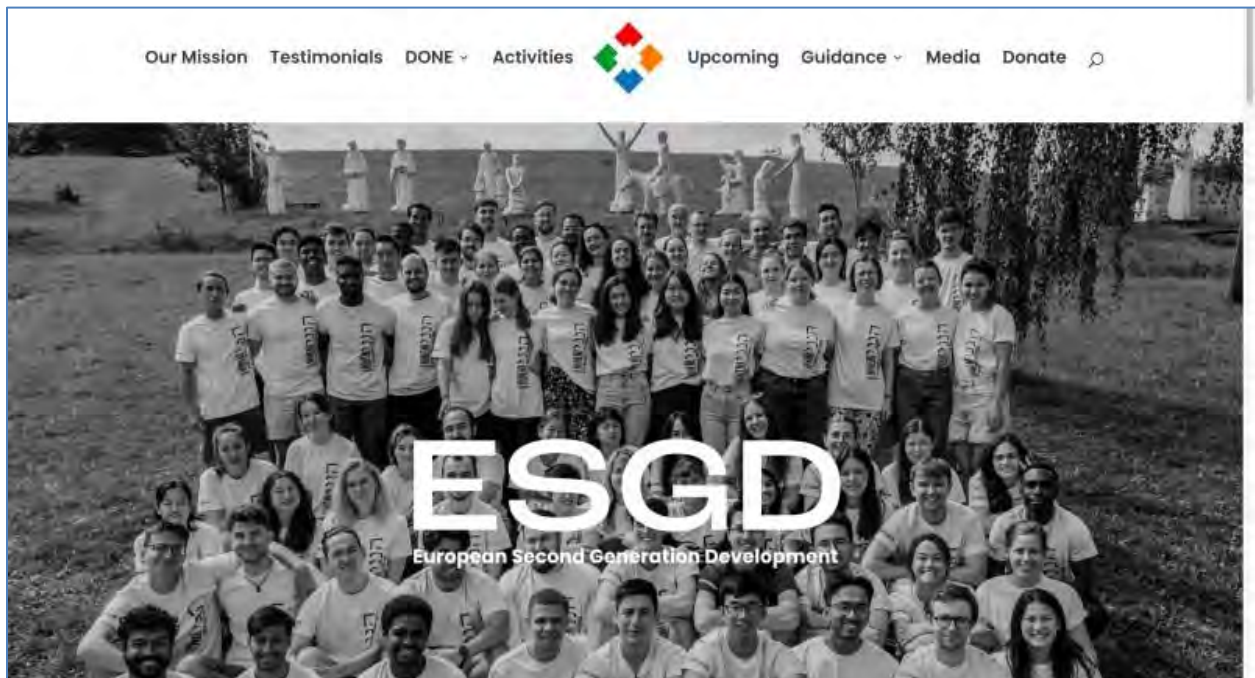 Our Mission Testimonials DONE Activities Upcoming Guidance Media Donate
ESGD
European Second Generation Development